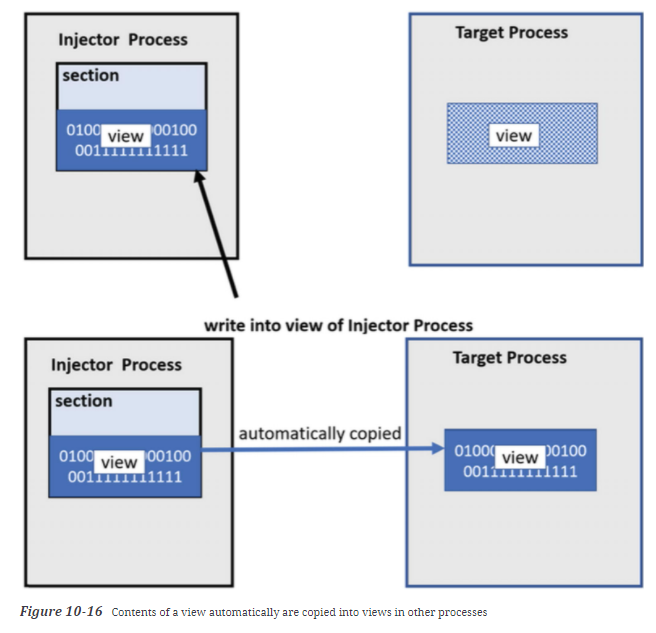 Injector Process
Target Process
section
0100 view 00100
0011111111111
view
write into view of Injector Process
Injector Process
Target Process
section
automatically copied
0100 view 00100
0011111111111
0100 view 00100
0011111111111
Figure 10-16 Contents of a view automatically are copied into views in other processes